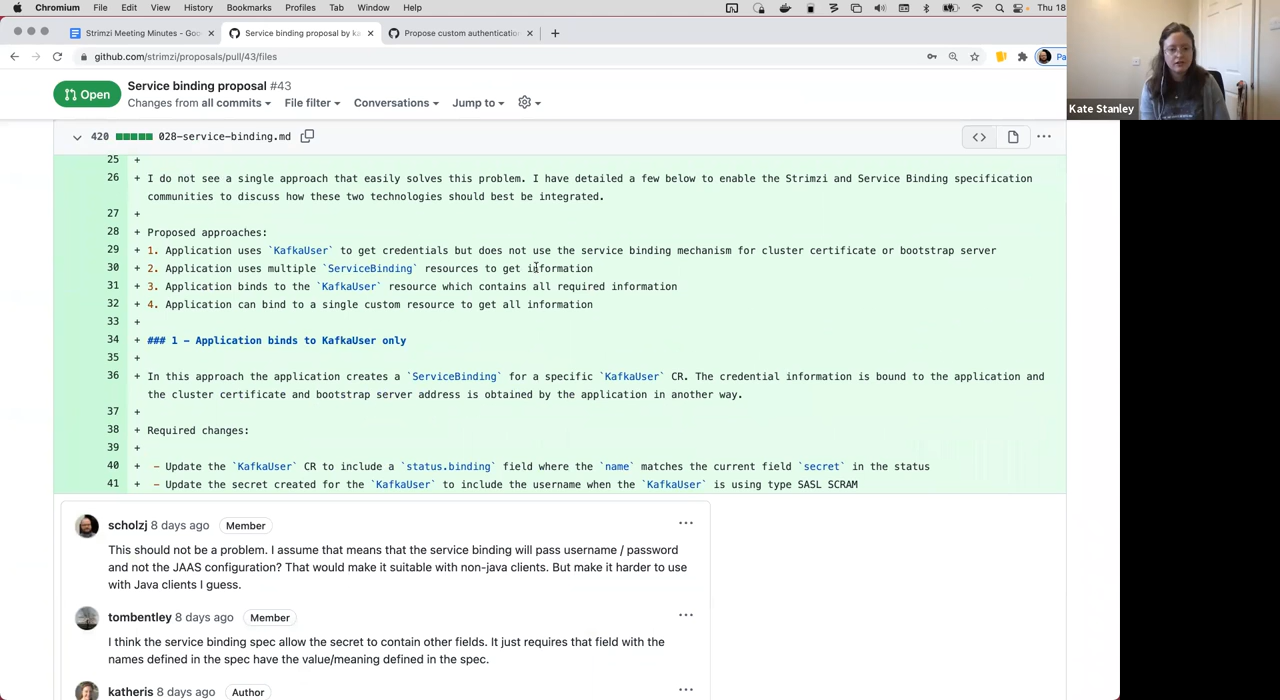 Chromium File Edit View History Bookmarks Profiles Tab Window Help Thu 18
Strimzi Meeting Minutes - Goo
Service binding proposal by ka
Propose custom authenticatio
github.com/strimzi/proposals/pull/43/files
Pa
Open
Service binding proposal #43
Changes from all commits File filter Conversations Jump to
420 028-service-binding.md
25 +
26 + I do not see a single approach that easily solves this problem. I have detailed a few below to enable the Strimzi and Service Binding specification
communities to discuss how these two technologies should best be integrated.
27 +
28 + Proposed approaches:
29 + 1. Application uses `KafkaUser` to get credentials but does not use the service binding mechanism for cluster certificate or bootstrap server
30 + 2. Application uses multiple `ServiceBinding` resources to get information
31 + 3. Application binds to the `KafkaUser` resource which contains all required information
32 + 4. Application can bind to a single custom resource to get all information
33 +
34 + ### 1 - Application binds to KafkaUser only
35 +
36 + In this approach the application creates a `ServiceBinding` for a specific `KafkaUser` CR. The credential information is bound to the application and
the cluster certificate and bootstrap server address is obtained by the application in another way.
37 +
38 + Required changes:
39 +
40 + - Update the `KafkaUser` CR to include a `status.binding` field where the `name` matches the current field `secret` in the status
41 + - Update the secret created for the `KafkaUser` to include the username when the `KafkaUser` is using type SASL SCRAM
scholzj 8 days ago Member
This should not be a problem. I assume that means that the service binding will pass username / password
and not the JAAS configuration? That would make it suitable with non-java clients. But make it harder to use
with Java clients I guess.
tombentley 8 days ago Member
I think the service binding spec allow the secret to contain other fields. It just requires that field with the
names defined in the spec have the value/meaning defined in the spec.
katheris 8 days ago Author
Kate Stanley